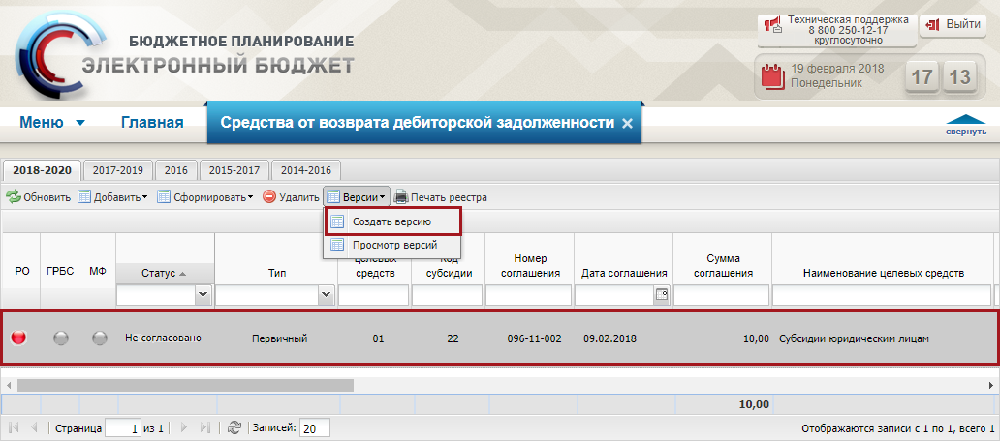 БЮДЖЕТНОЕ ПЛАНИРОВАНИЕ
ЭЛЕКТРОННЫЙ БЮДЖЕТ
Техническая поддержка
8 800 250-12-17
круглосуточно
Выйти
19 февраля 2018
Понедельник
17 13
Меню Главная Средства от возврата дебиторской задолженности
свернуть
2018-2020 2017-2019 2016 2015-2017 2014-2016
Обновить Добавить Сформировать Удалить Версии Печать реестра
Создать версию
Просмотр версий
РО ГРБС МФ Статус Тип целевых средств Код субсидии Номер соглашения Дата соглашения Сумма соглашения Наименование целевых средств
Не согласовано Первичный 01 22 096-11-002 09.02.2018 10,00 Субсидии юридическим лицам
10,00
Страница 1 из 1 Записей: 20 Отображаются записи с 1 по 1, всего 1